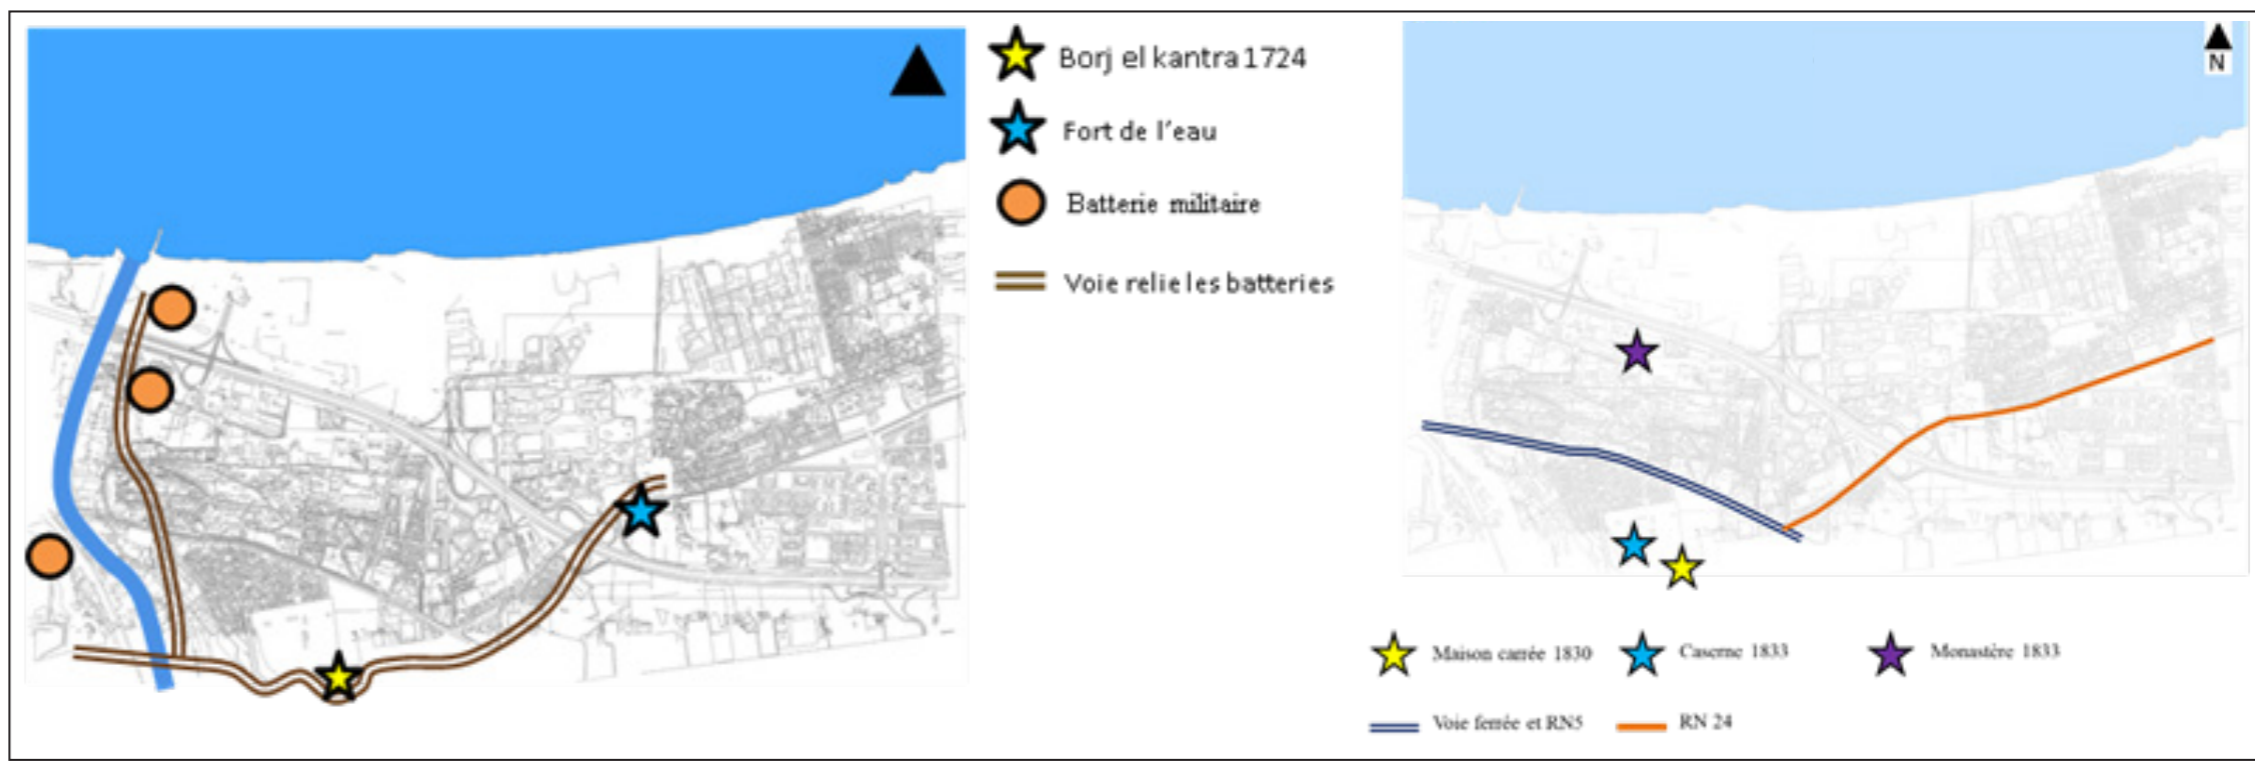 Borj el kantra 1724
Fort de l'eau
Batterie militaire
Voie relie les batteries
N
Maison carrée 1830
Caserne 1833
Monastère 1833
Voie ferrée et RN5
RN 24